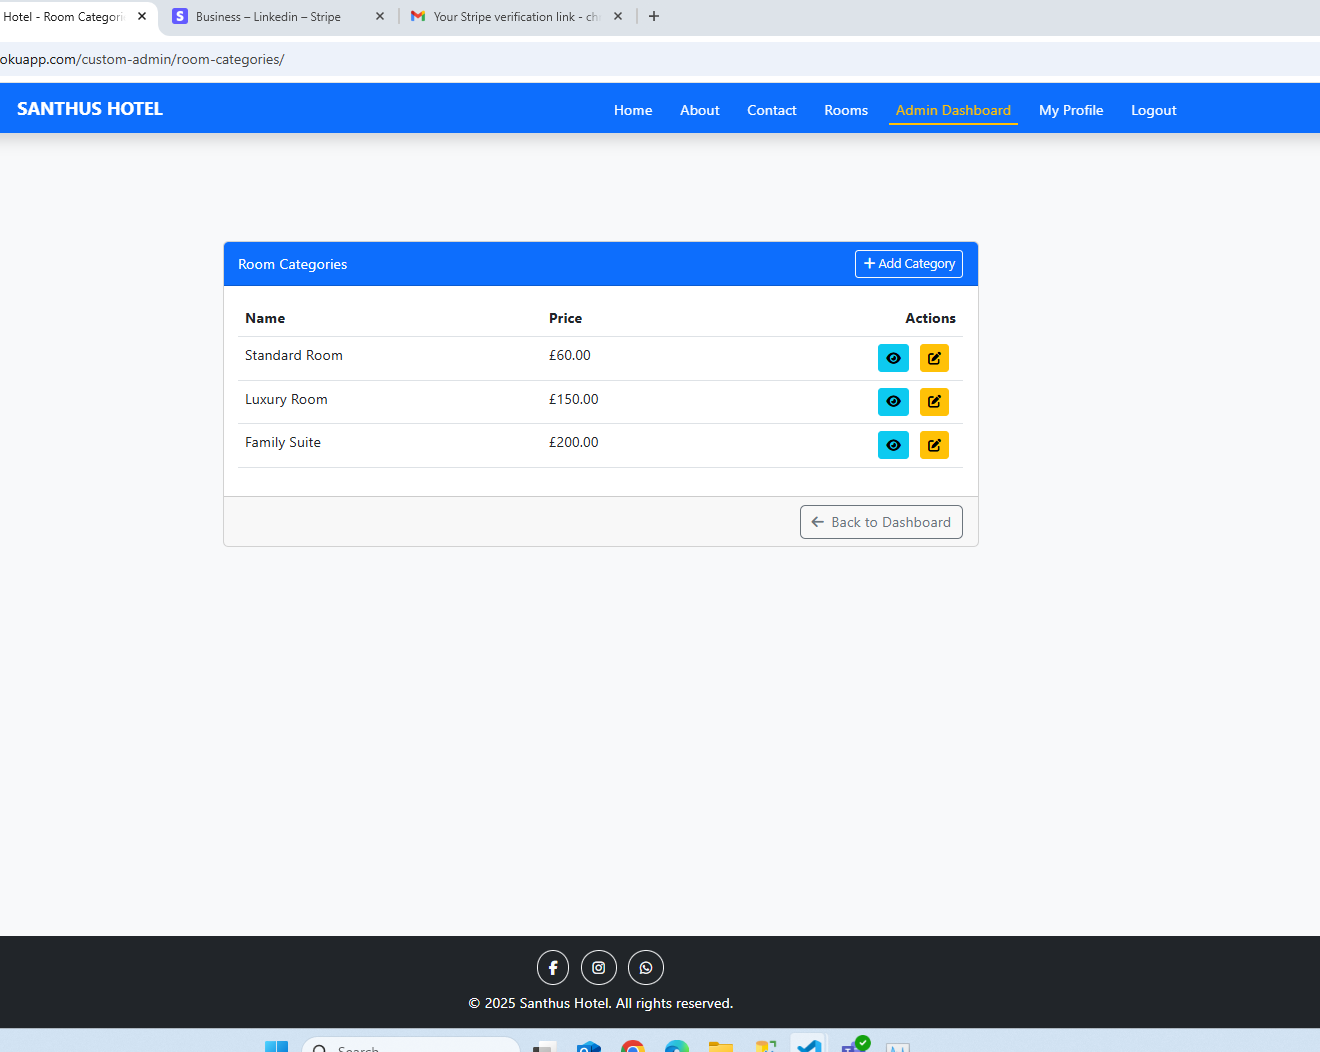 Hotel - Room Categori
Business – Linkedin – Stripe
Your Stripe verification link - ch
okuapp.com/custom-admin/room-categories/
SANTHUS HOTEL
Home
About
Contact
Rooms
Admin Dashboard
My Profile
Logout
Room Categories
+ Add Category
Name
Price
Actions
Standard Room
£60.00
Luxury Room
£150.00
Family Suite
£200.00
Back to Dashboard
© 2025 Santhus Hotel. All rights reserved.
Search